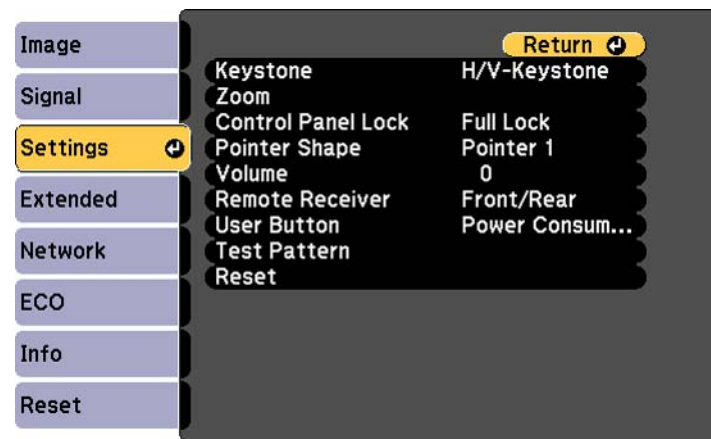 Image
Signal
Settings
Extended
Network
ECO
Info
Reset
Return
Keystone H/V-Keystone
Zoom
Control Panel Lock Full Lock
Pointer Shape Pointer 1
Volume 0
Remote Receiver Front/Rear
User Button Power Consum...
Test Pattern
Reset